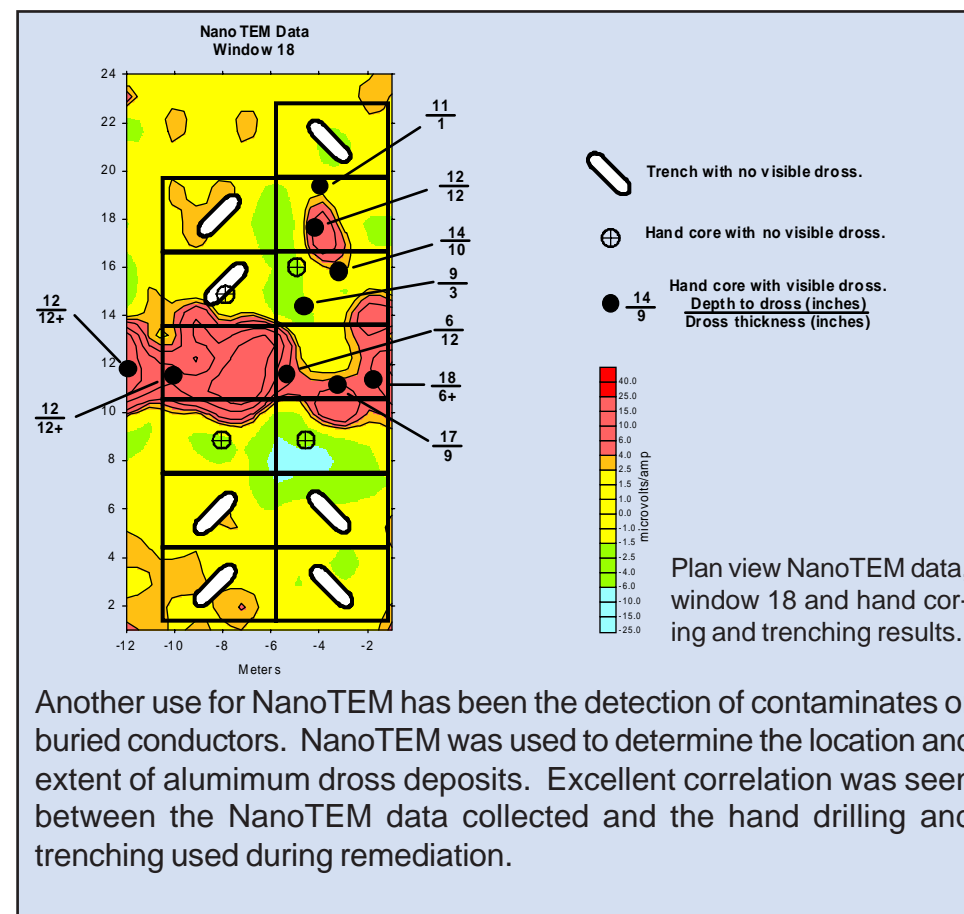 NanoTEM Data
Window 18
24
22
20
18
16
14
12
10
8
6
4
2
-12 -10 -8 -6 -4 -2
Meters
11
1
12
12
14
10
9
3
6
12
18
6+
17
9
12
12+
12
12+
Trench with no visible dross.
Hand core with no visible dross.
Hand core with visible dross.
14
9
Depth to dross (inches)
Dross thickness (inches)
40.0
25.0
15.0
10.0
6.0
4.0
2.5
1.5
1.0
0.0
-1.0
-1.5
-2.5
-4.0
-6.0
-10.0
-15.0
-25.0
microvolts/amp
Plan view NanoTEM data
window 18 and hand cor-
ing and trenching results.
Another use for NanoTEM has been the detection of contaminates o
buried conductors. NanoTEM was used to determine the location and
extent of alumimum dross deposits. Excellent correlation was seen
between the NanoTEM data collected and the hand drilling and
trenching used during remediation.